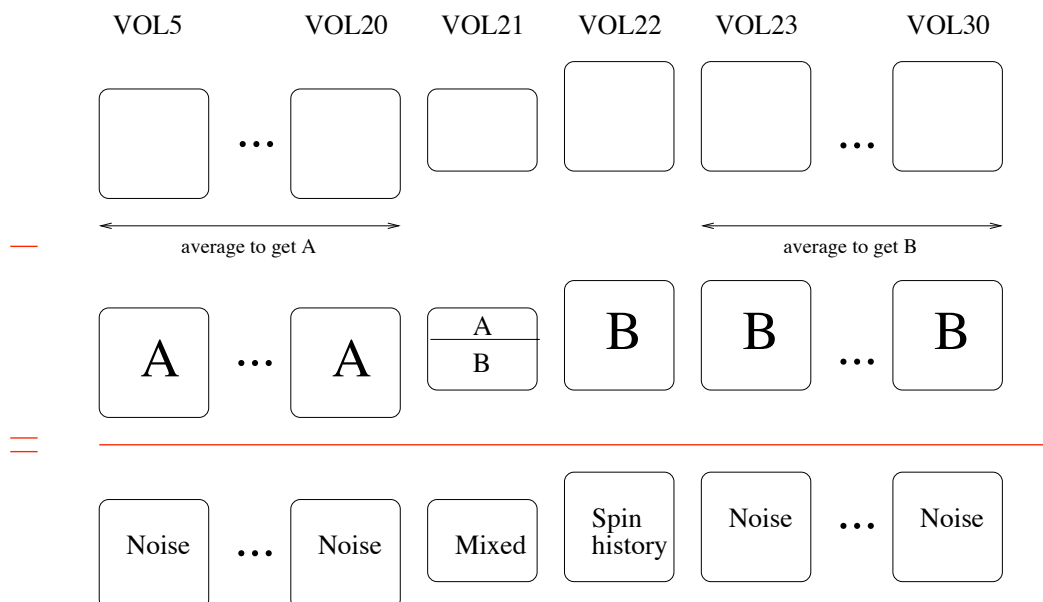 VOL5 VOL20 VOL21 VOL22 VOL23 VOL30
... ...
average to get A average to get B
A ... A A B B ... B
B
Noise ... Noise Mixed Spin history Noise ... Noise